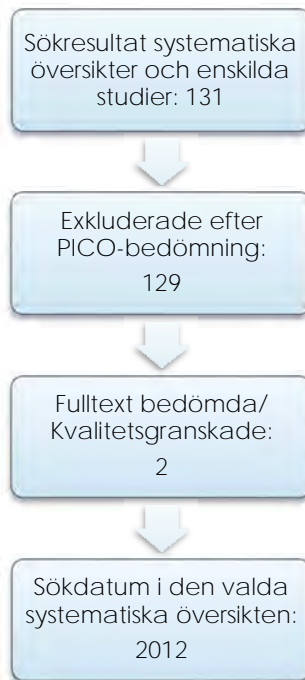 Sökresultat systematiska
översikter och enskilda
studier: 131
Exkluderade efter
PICO-bedömning:
129
Fulltext bedömda/
Kvalitetsgranskade:
2
Sökdatum i den valda
systematiska översikten:
2012